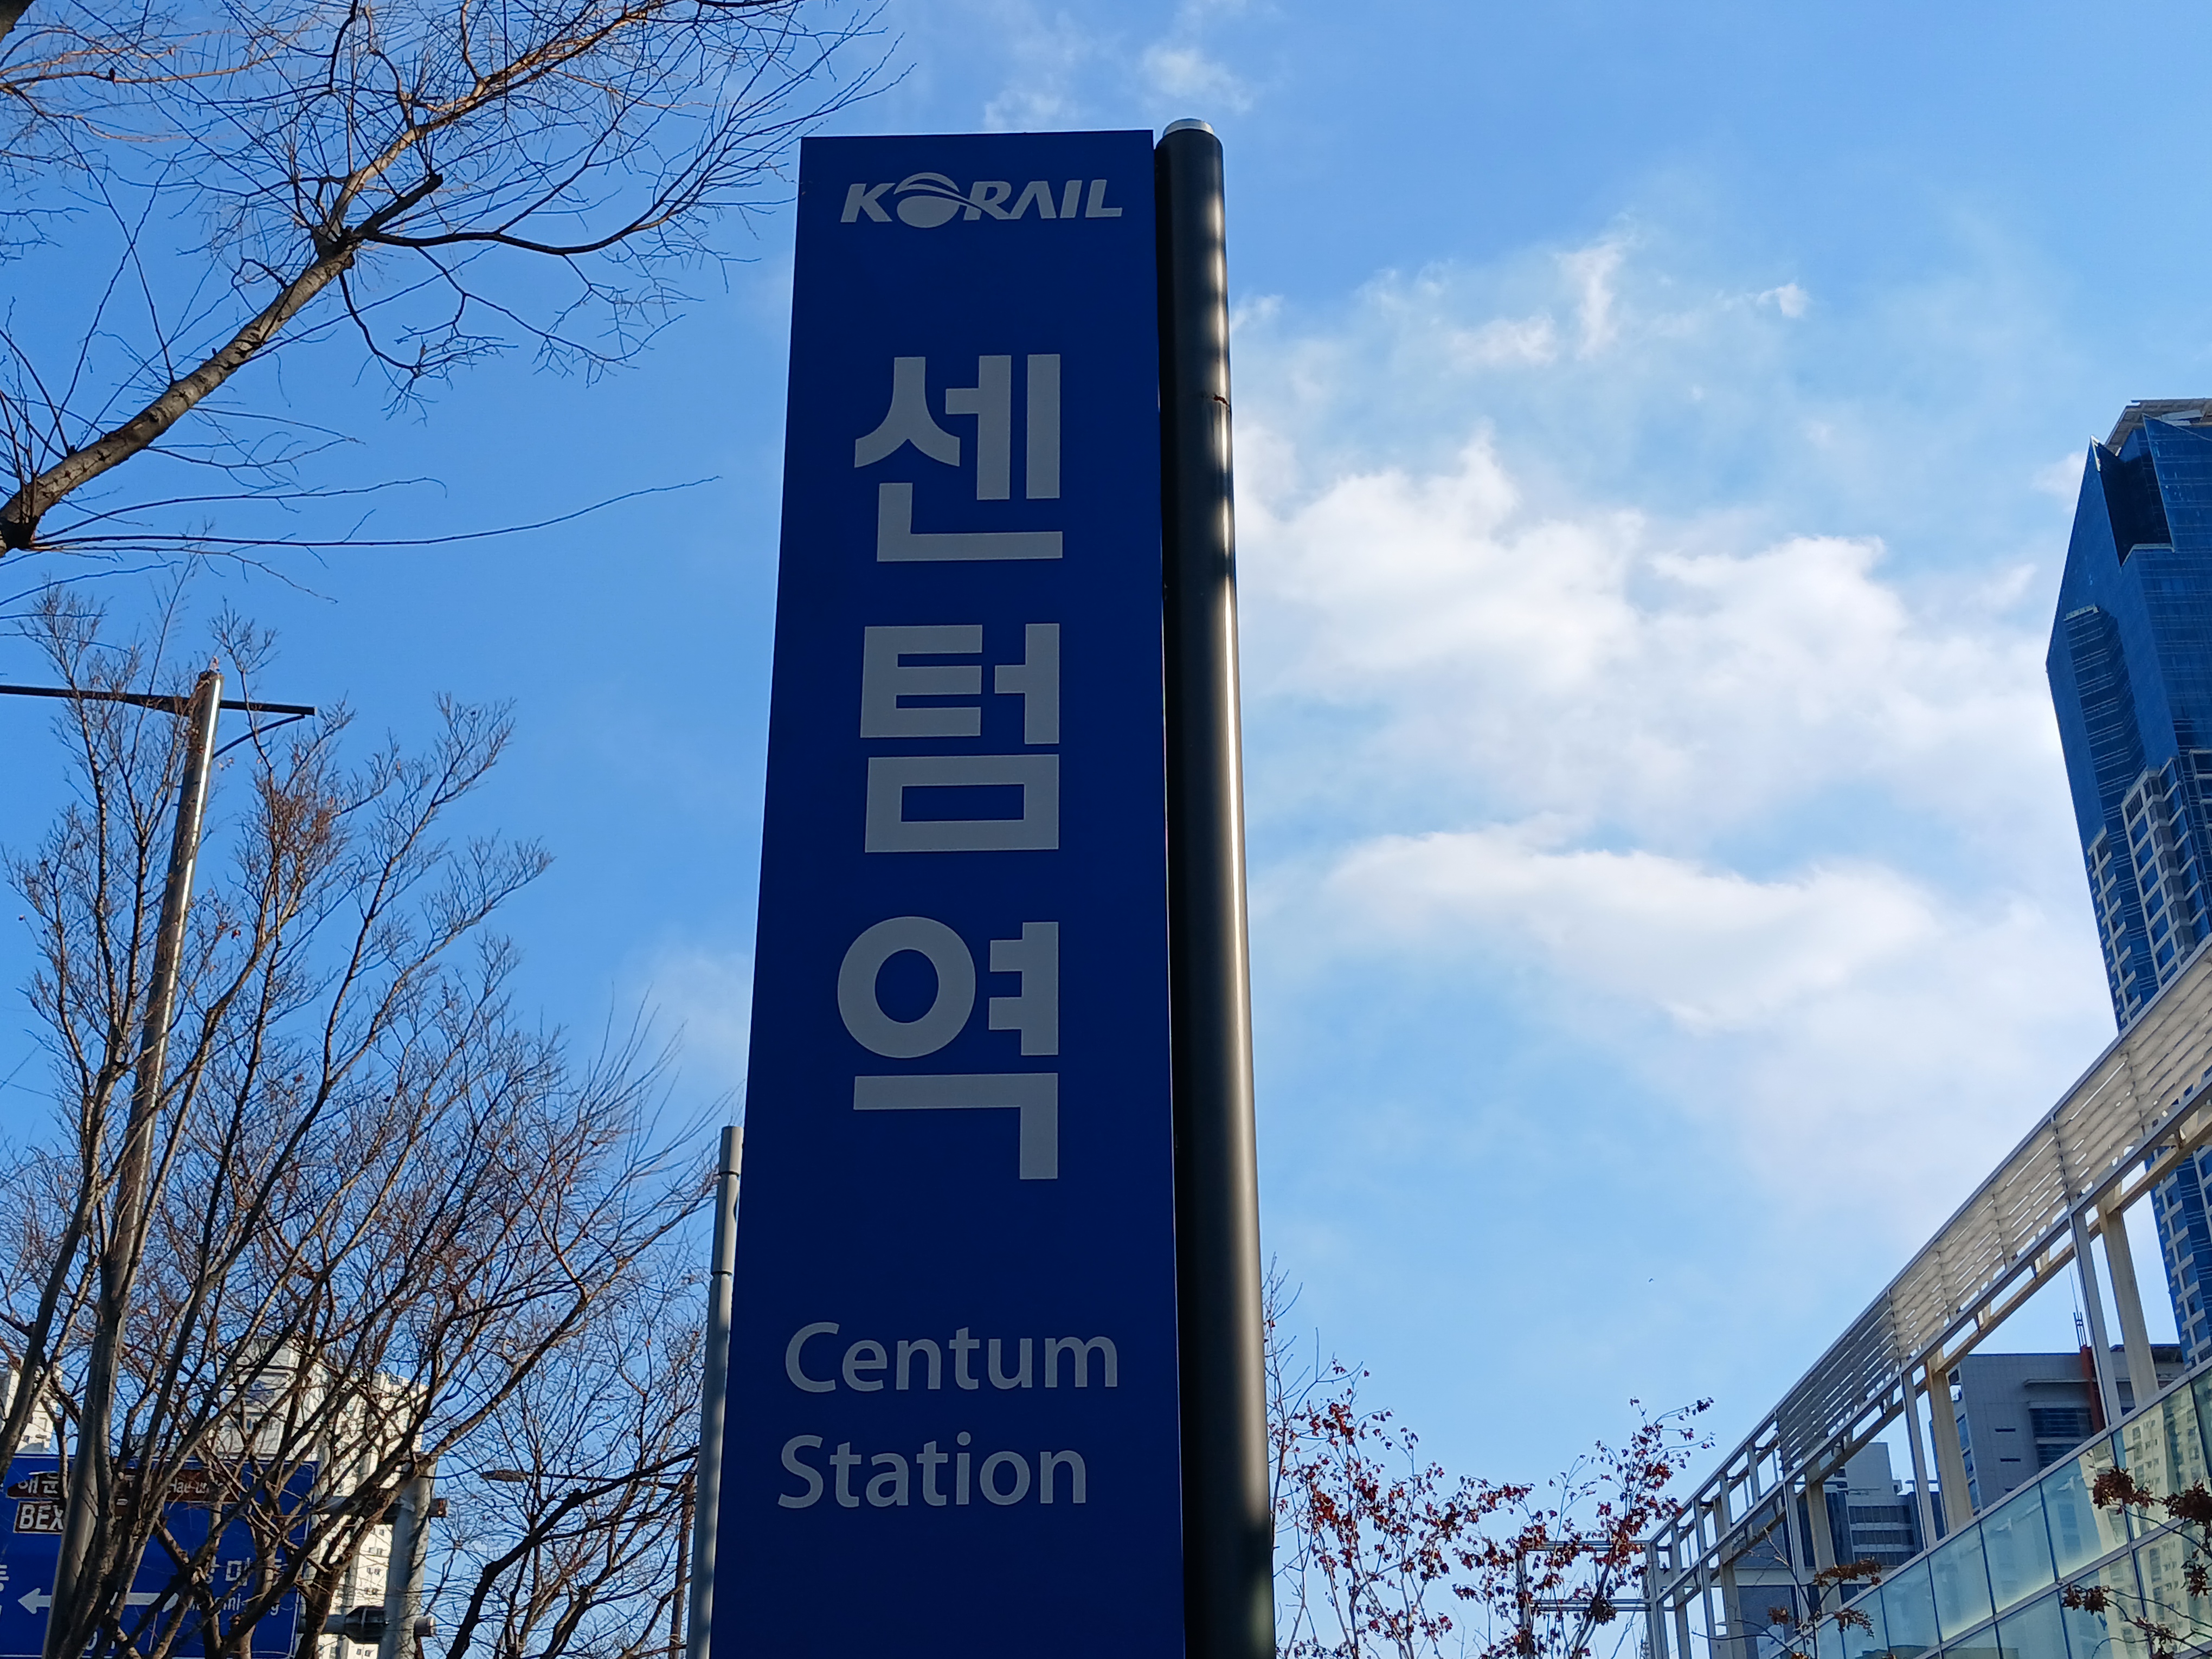 KORAIL
센텀역
Centum
Station
BEX